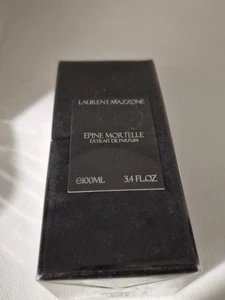 LAURENT MAZZONE
EPINE MORTELLE
EXTRAIT DE PARFUM
℮100ML 3.4 FL.OZ